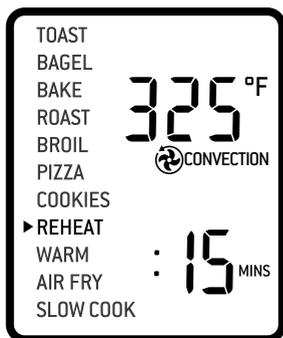 TOAST
BAGEL
BAKE
ROAST
BROIL
PIZZA
COOKIES
▶REHEAT
WARM
AIR FRY
SLOW COOK
325°F
CONVECTION
:15 MINS